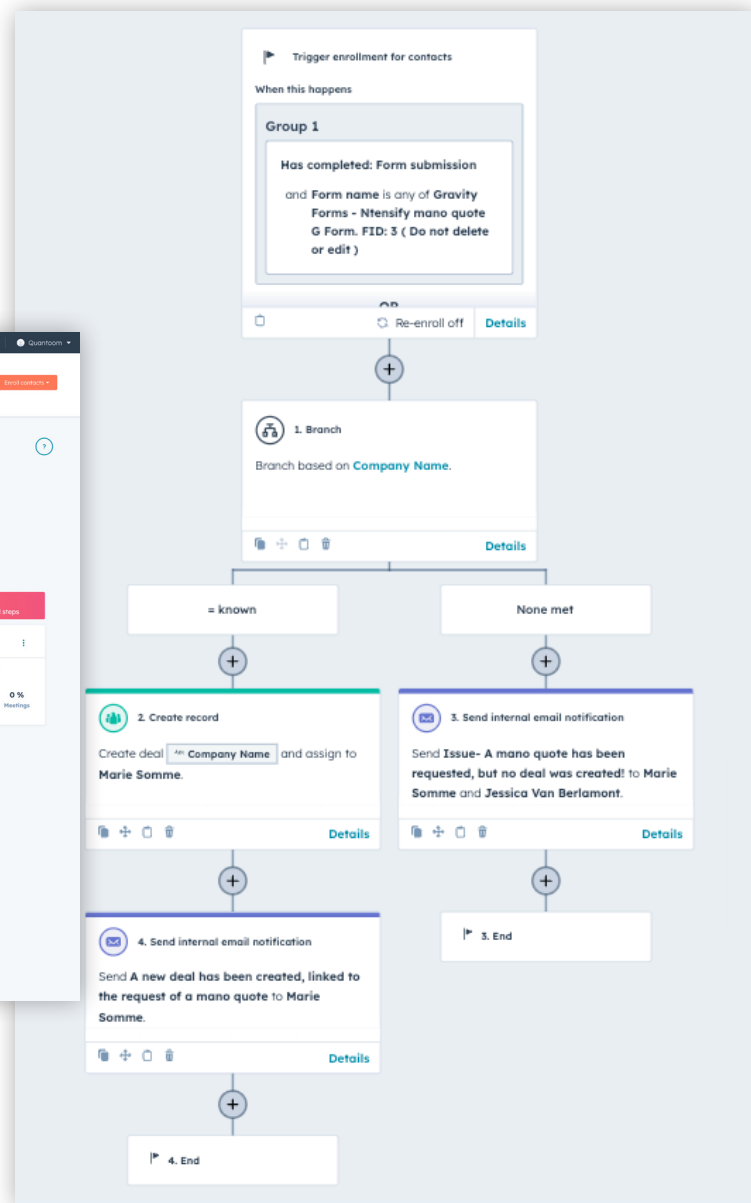 Trigger enrollment for contacts
When this happens
Group 1
Has completed: Form submission
and Form name is any of Gravity
Forms - Ntensify mano quote
G Form. FID: 3 ( Do not delete
or edit )
OR
Re-enroll off Details
Quantoom
Enroll contacts
?
1. Branch
Branch based on Company Name.
Details
= known
None met
steps
0 %
Meetings
2. Create record
Create deal Company Name and assign to
Marie Somme.
Details
3. Send internal email notification
Send Issue- A mano quote has been
requested, but no deal was created! to Marie
Somme and Jessica Van Berlamont.
Details
4. Send internal email notification
Send A new deal has been created, linked to
the request of a mano quote to Marie
Somme.
Details
3. End
4. End